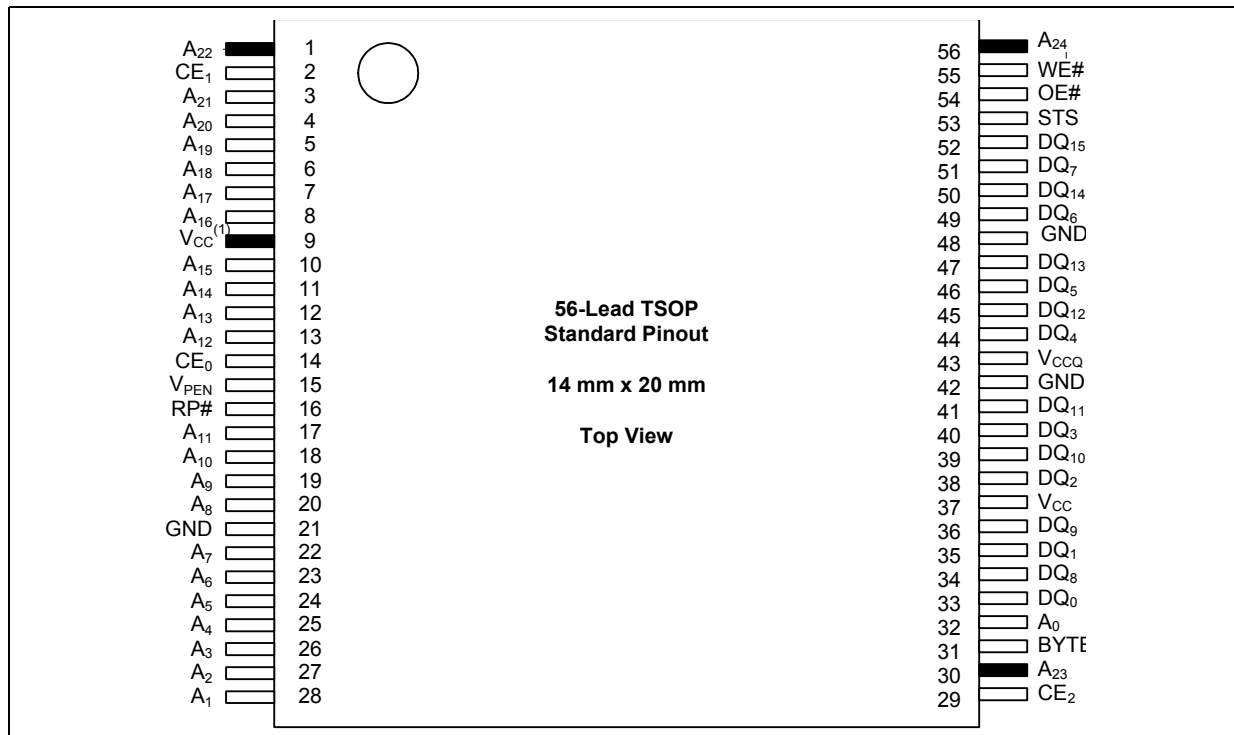 A22 1
CE1 2
A21 3
A20 4
A19 5
A18 6
A17 7
A16 8
VCC(1) 9
A15 10
A14 11
A13 12
A12 13
CE0 14
VPEN 15
RP# 16
A11 17
A10 18
A9 19
A8 20
GND 21
A7 22
A6 23
A5 24
A4 25
A3 26
A2 27
A1 28
56-Lead TSOP
Standard Pinout
14 mm x 20 mm
Top View
56 A24
55 WE#
54 OE#
53 STS
52 DQ15
51 DQ7
50 DQ14
49 DQ6
48 GND
47 DQ13
46 DQ5
45 DQ12
44 DQ4
43 VCCQ
42 GND
41 DQ11
40 DQ3
39 DQ10
38 DQ2
37 VCC
36 DQ9
35 DQ1
34 DQ8
33 DQ0
32 A0
31 BYTE
30 A23
29 CE2